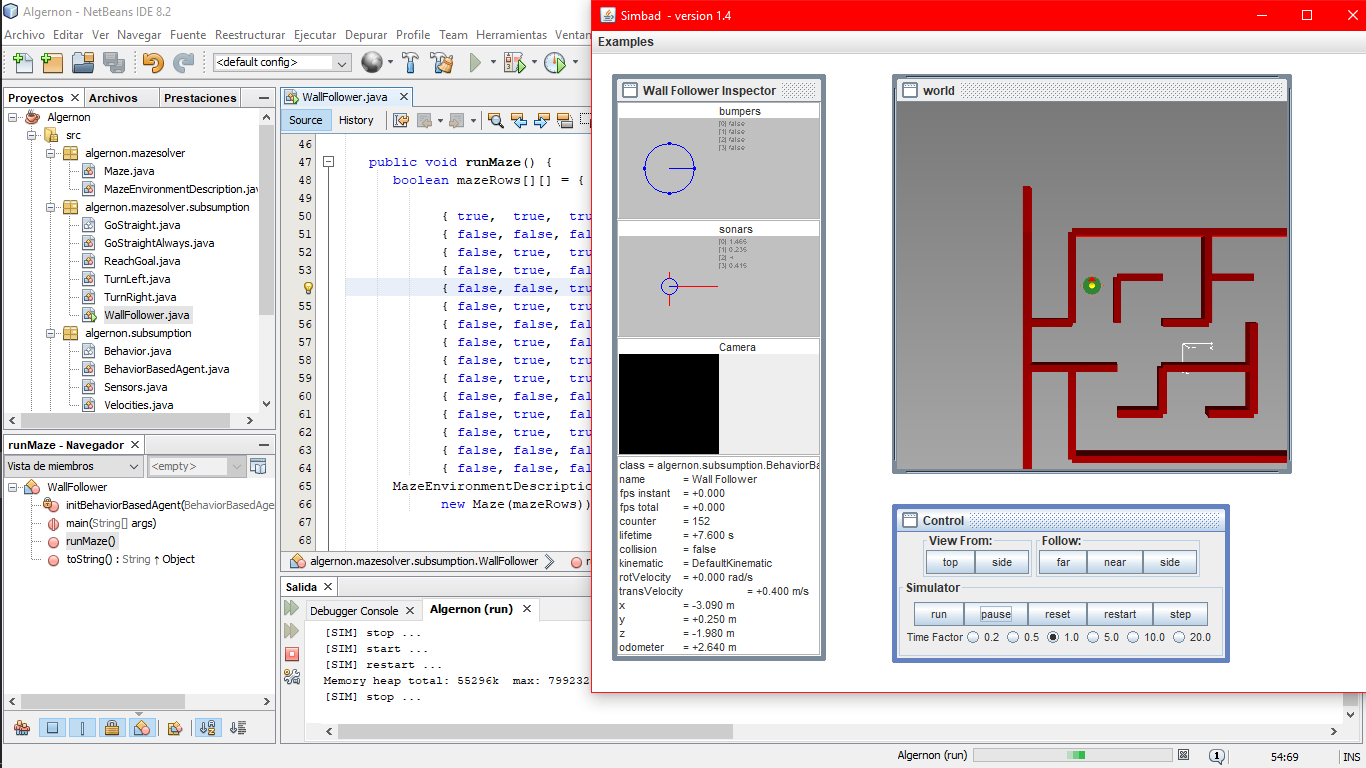 Algernon - NetBeans IDE 8.2
Archivo Editar Ver Navegar Fuente Reestructurar Ejecutar Depurar Profile Team Herramientas Ventan
<default config>
Proyectos Archivos Prestaciones
Algernon
src
algernon.mazesolver
Maze.java
MazeEnvironmentDescription.jav
algernon.mazesolver.subsumption
GoStraight.java
GoStraightAlways.java
ReachGoal.java
TurnLeft.java
TurnRight.java
WallFollower.java
algernon.subsumption
Behavior.java
BehaviorBasedAgent.java
Sensors.java
Velocities.java
runMaze - Navegador
Vista de miembros <empty>
WallFollower
initBehaviorBasedAgent(BehaviorBasedAge
main(String[] args)
runMaze()
toString() : String ↑ Object
WallFollower.java
Source History
46
47 public void runMaze() {
48 boolean mazeRows[][] = {
49
50 { true, true, tru
51 { false, false, fal
52 { false, true, tru
53 { false, true, fal
{ false, false, tru
55 { false, true, fal
56 { false, true, fal
57 { false, true, fal
58 { false, true, fal
59 { false, true, fal
60 { false, true, fal
61 { false, true, fal
62 { false, true, fal
63 { false, true, fal
64 { false, false, fal
65 MazeEnvironmentDescriptio
66 new Maze(mazeRows))
67
68
algernon.mazesolver.subsumption.WallFollower
Salida
Debugger Console Algernon (run)
[SIM] stop ...
[SIM] start ...
[SIM] restart ...
Memory heap total: 55296k max: 799232
[SIM] stop ...
Algernon (run) 1 54:69 INS
Simbad - version 1.4
Examples
Wall Follower Inspector
bumpers
[0] false
[1] false
[2] false
[3] false
sonars
[0] 1.465
[1] 0.235
[3] 0.415
Camera
class = algernon.subsumption.BehaviorBa
name = Wall Follower
fps instant = +0.000
fps total = +0.000
counter = 152
lifetime = +7.600 s
collision = false
kinematic = DefaultKinematic
rotVelocity = +0.000 rad/s
transVelocity = +0.400 m/s
x = -3.090 m
y = +0.250 m
z = -1.980 m
odometer = +2.640 m
world
Control
View From: Follow:
top side far near side
Simulator
run pause reset restart step
Time Factor 0.2 0.5 1.0 5.0 10.0 20.0